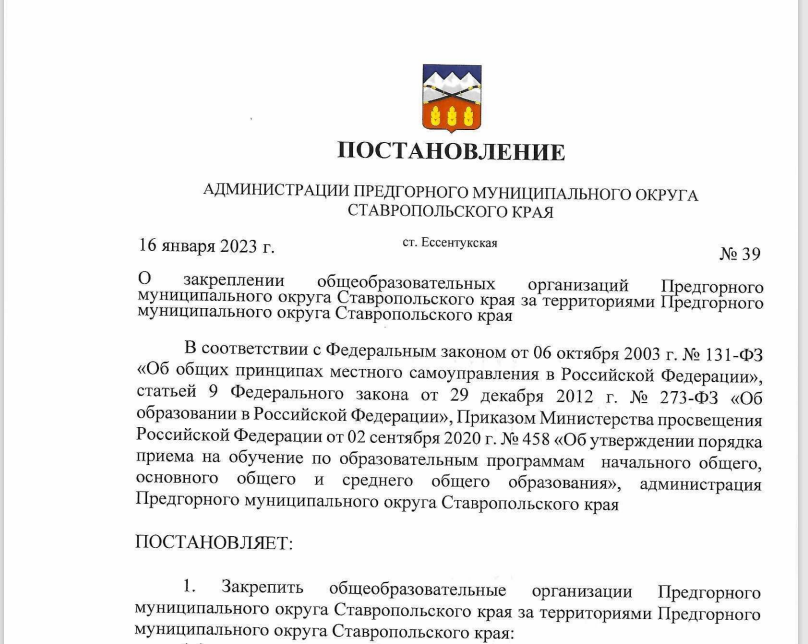 ПОСТАНОВЛЕНИЕ
АДМИНИСТРАЦИИ ПРЕДГОРНОГО МУНИЦИПАЛЬНОГО ОКРУГА
СТАВРОПОЛЬСКОГО КРАЯ
16 января 2023 г. ст. Ессентукская № 39
О закреплении общеобразовательных организаций Предгорного
муниципального округа Ставропольского края за территориями Предгорного
муниципального округа Ставропольского края
В соответствии с Федеральным законом от 06 октября 2003 г. № 131-ФЗ
«Об общих принципах местного самоуправления в Российской Федерации»,
статьей 9 Федерального закона от 29 декабря 2012 г. № 273-ФЗ «Об
образовании в Российской Федерации», Приказом Министерства просвещения
Российской Федерации от 02 сентября 2020 г. № 458 «Об утверждении порядка
приема на обучение по образовательным программам начального общего,
основного общего и среднего общего образования», администрация
Предгорного муниципального округа Ставропольского края
ПОСТАНОВЛЯЕТ:
1. Закрепить общеобразовательные организации Предгорного
муниципального округа Ставропольского края за территориями Предгорного
муниципального округа Ставропольского края: